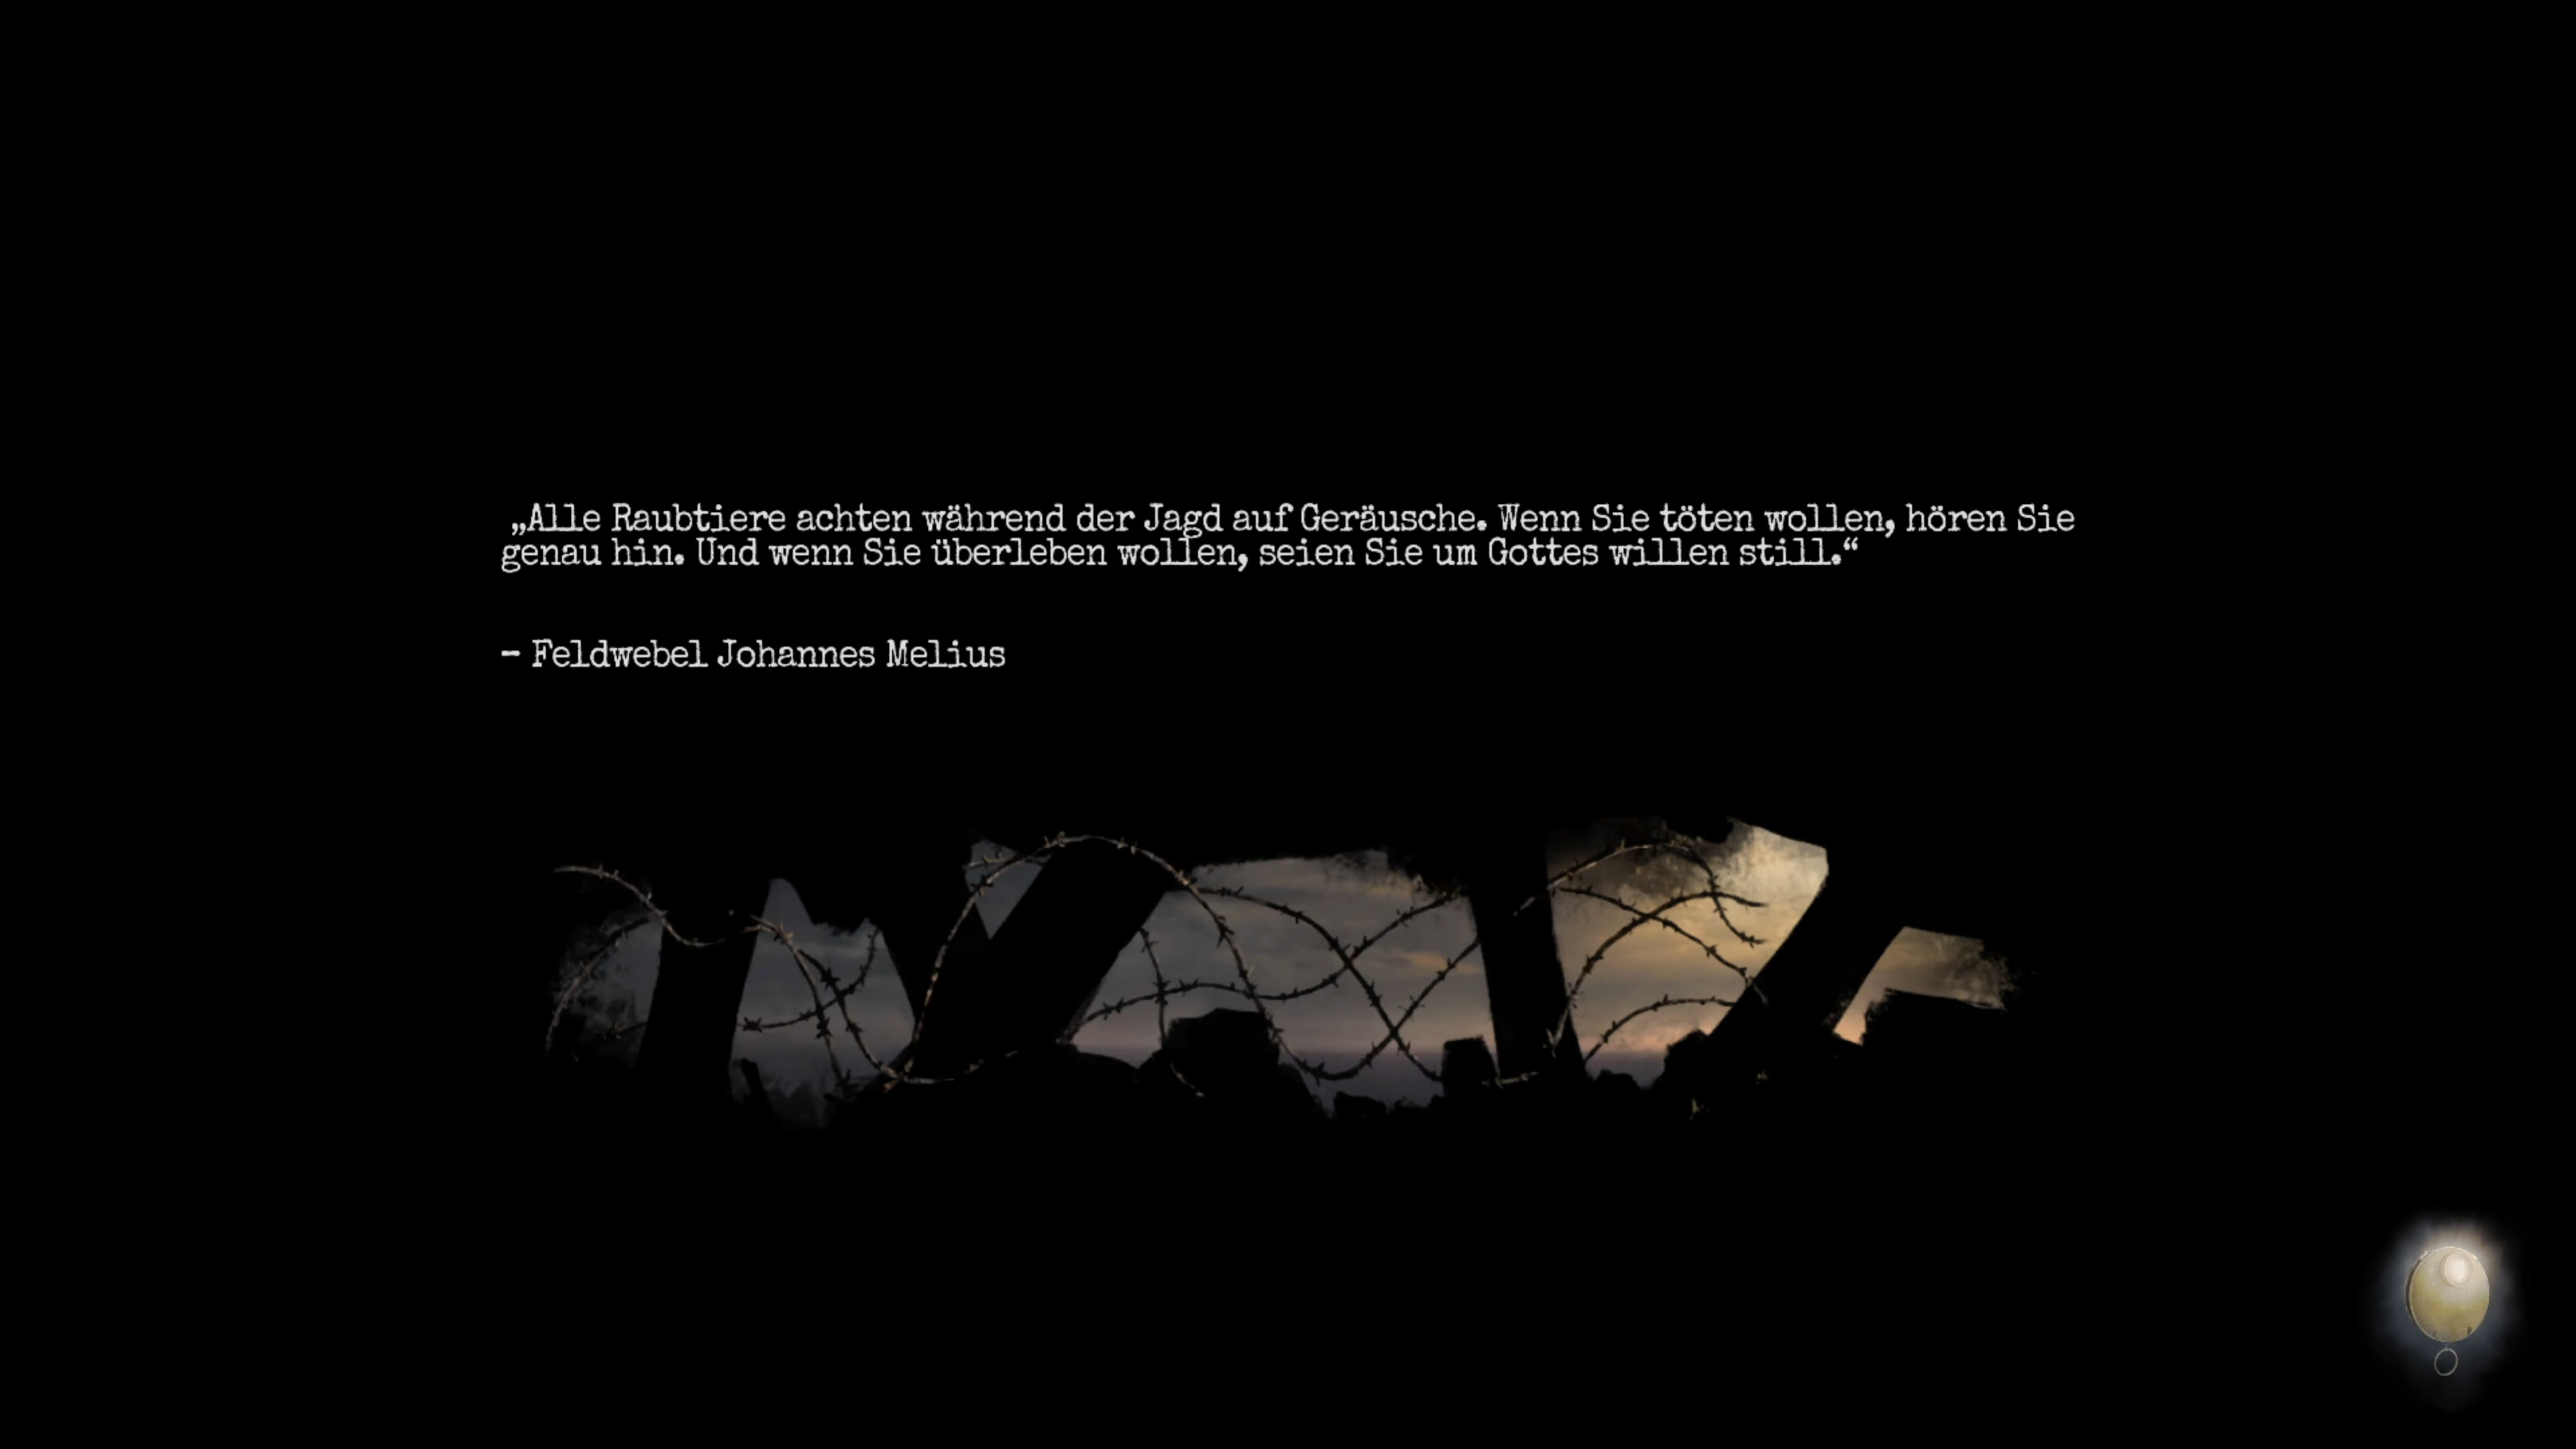 „Alle Raubtiere achten während der Jagd auf Geräusche. Wenn Sie töten wollen, hören Sie
genau hin. Und wenn Sie überleben wollen, seien Sie um Gottes willen still.“
- Feldwebel Johannes Melius